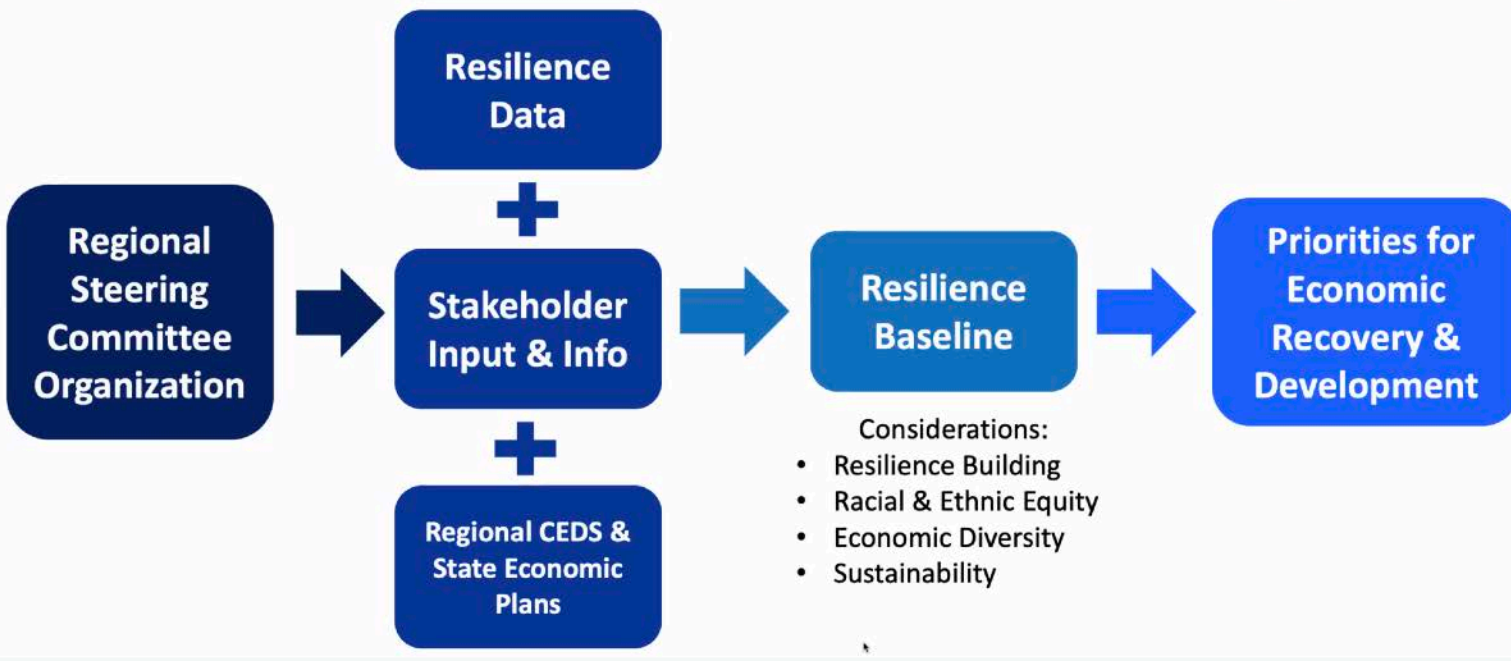 Regional
Steering
Committee
Organization
Resilience
Data
Stakeholder
Input & Info
Regional CEDS &
State Economic
Plans
Resilience
Baseline
Considerations:
• Resilience Building
• Racial & Ethnic Equity
• Economic Diversity
• Sustainability
Priorities for
Economic
Recovery &
Development